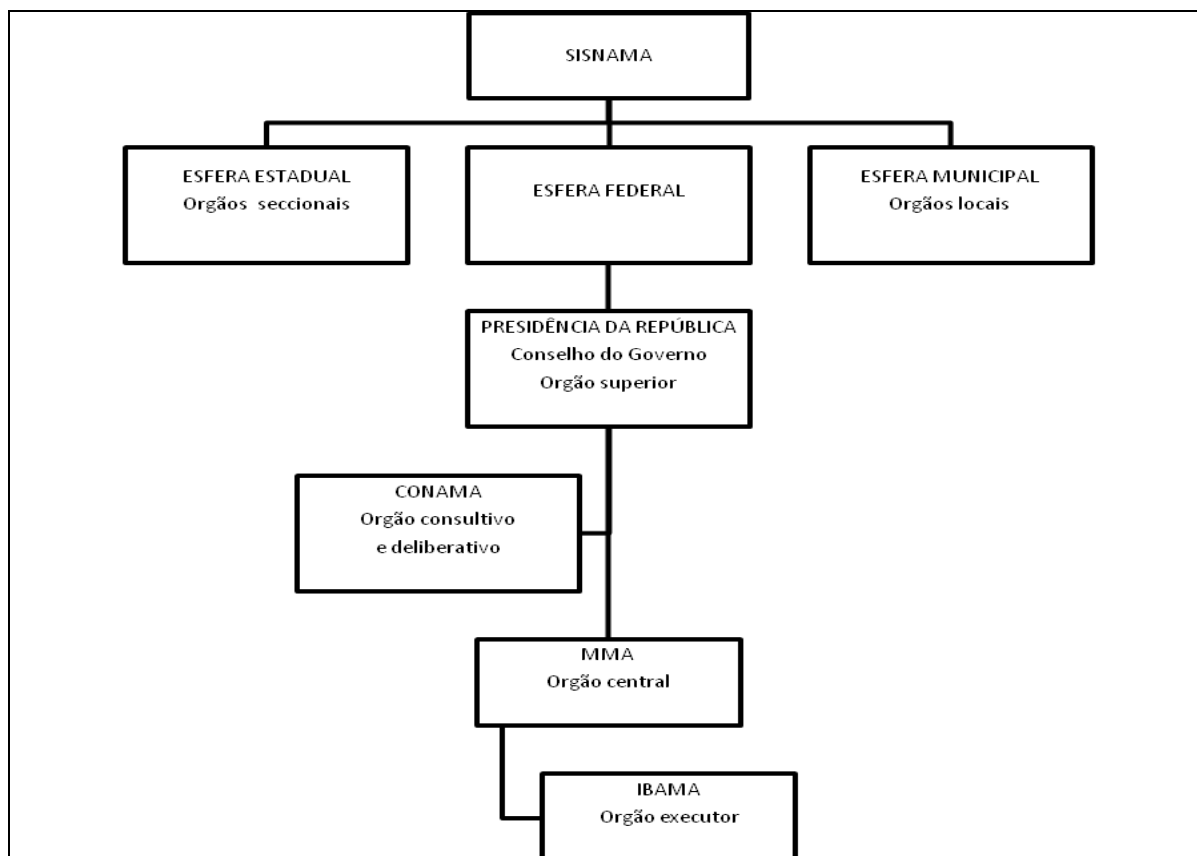 SISNAMA
ESFERA ESTADUAL
Orgãos seccionais
ESFERA FEDERAL
ESFERA MUNICIPAL
Orgãos locais
PRESIDÊNCIA DA REPÚBLICA
Conselho do Governo
Orgão superior
CONAMA
Orgão consultivo
e deliberativo
MMA
Orgão central
IBAMA
Orgão executor